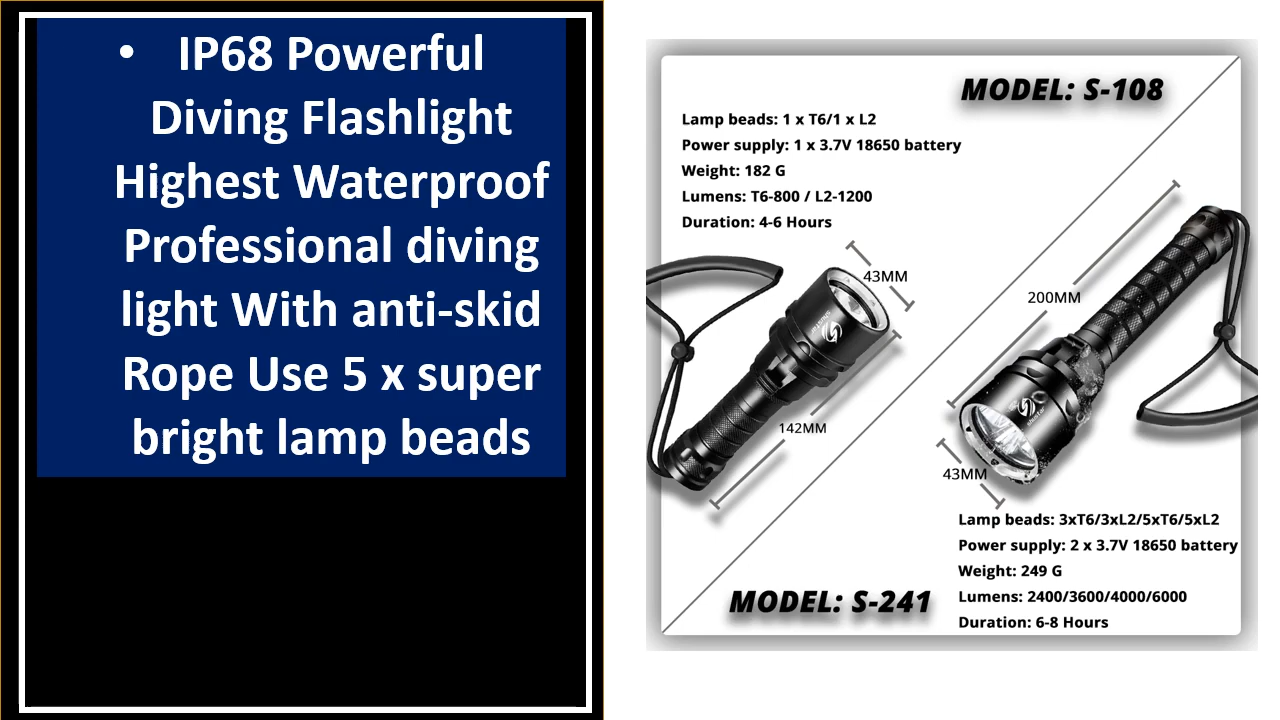 • IP68 Powerful
Diving Flashlight
Highest Waterproof
Professional diving
light With anti-skid
Rope Use 5 x super
bright lamp beads
MODEL: S-108
Lamp beads: 1 x T6/1 x L2
Power supply: 1 x 3.7V 18650 battery
Weight: 182 G
Lumens: T6-800 / L2-1200
Duration: 4-6 Hours
43MM
142MM
200MM
43MM
Lamp beads: 3xT6/3xL2/5xT6/5xL2
Power supply: 2 x 3.7V 18650 battery
Weight: 249 G
Lumens: 2400/3600/4000/6000
Duration: 6-8 Hours
MODEL: S-241